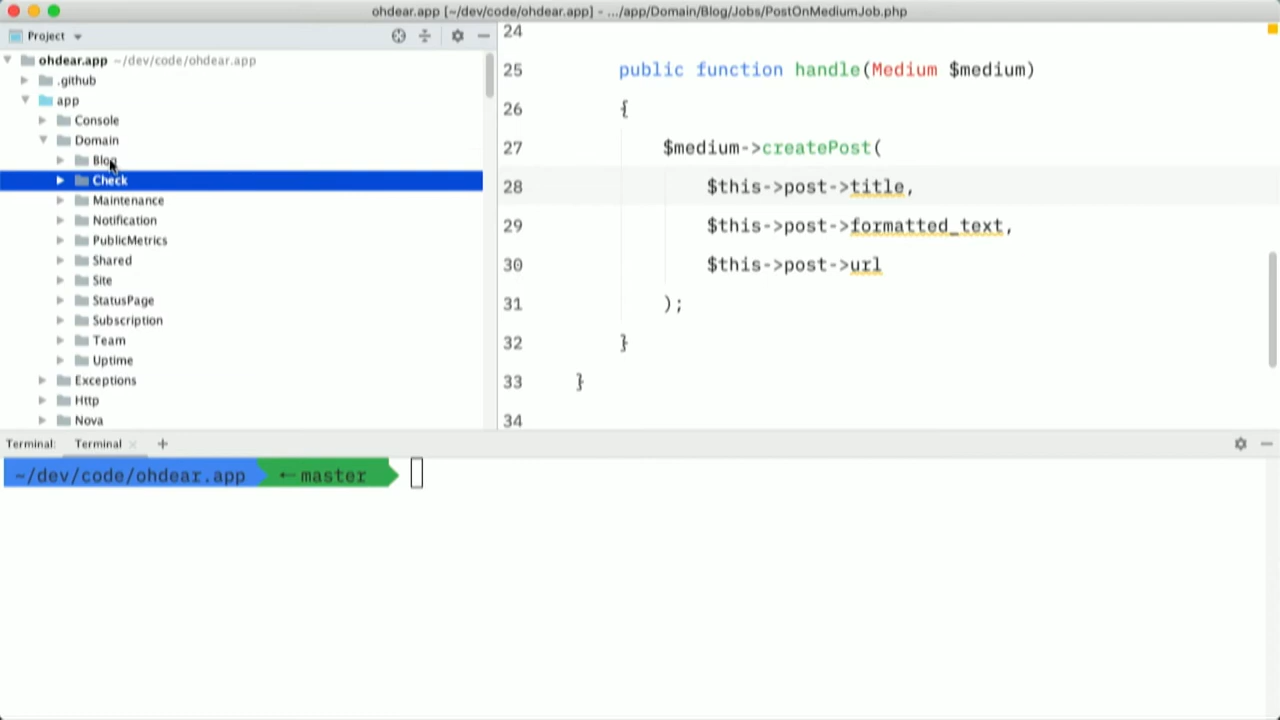 ohdear.app [~/dev/code/ohdear.app] - .../app/Domain/Blog/Jobs/PostOnMediumJob.php
Project
ohdear.app ~/dev/code/ohdear.app
.github
app
Console
Domain
Blog
Check
Maintenance
Notification
PublicMetrics
Shared
Site
StatusPage
Subscription
Team
Uptime
Exceptions
Http
Nova
24
25 public function handle(Medium $medium)
26 {
27 $medium->createPost(
28 $this->post->title,
29 $this->post->formatted_text,
30 $this->post->url
31 );
32 }
33 }
34
Terminal: Terminal × +
~/dev/code/ohdear.app ←master